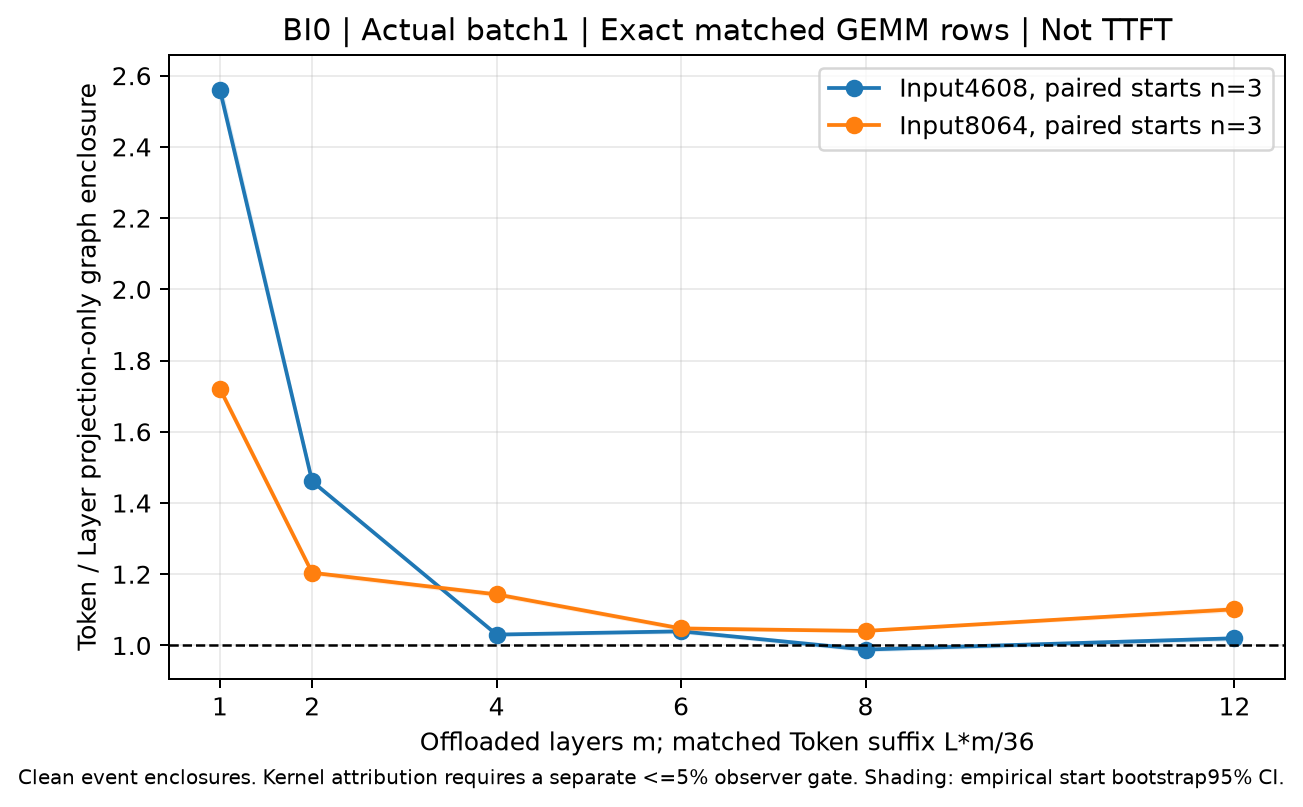 BI0 | Actual batch1 | Exact matched GEMM rows | Not TTFT
Input4608, paired starts n=3
Input8064, paired starts n=3
Token / Layer projection-only graph enclosure
2.6
2.4
2.2
2.0
1.8
1.6
1.4
1.2
1.0
1 2 4 6 8 12
Offloaded layers m; matched Token suffix L*m/36
Clean event enclosures. Kernel attribution requires a separate <=5% observer gate. Shading: empirical start bootstrap95% CI.